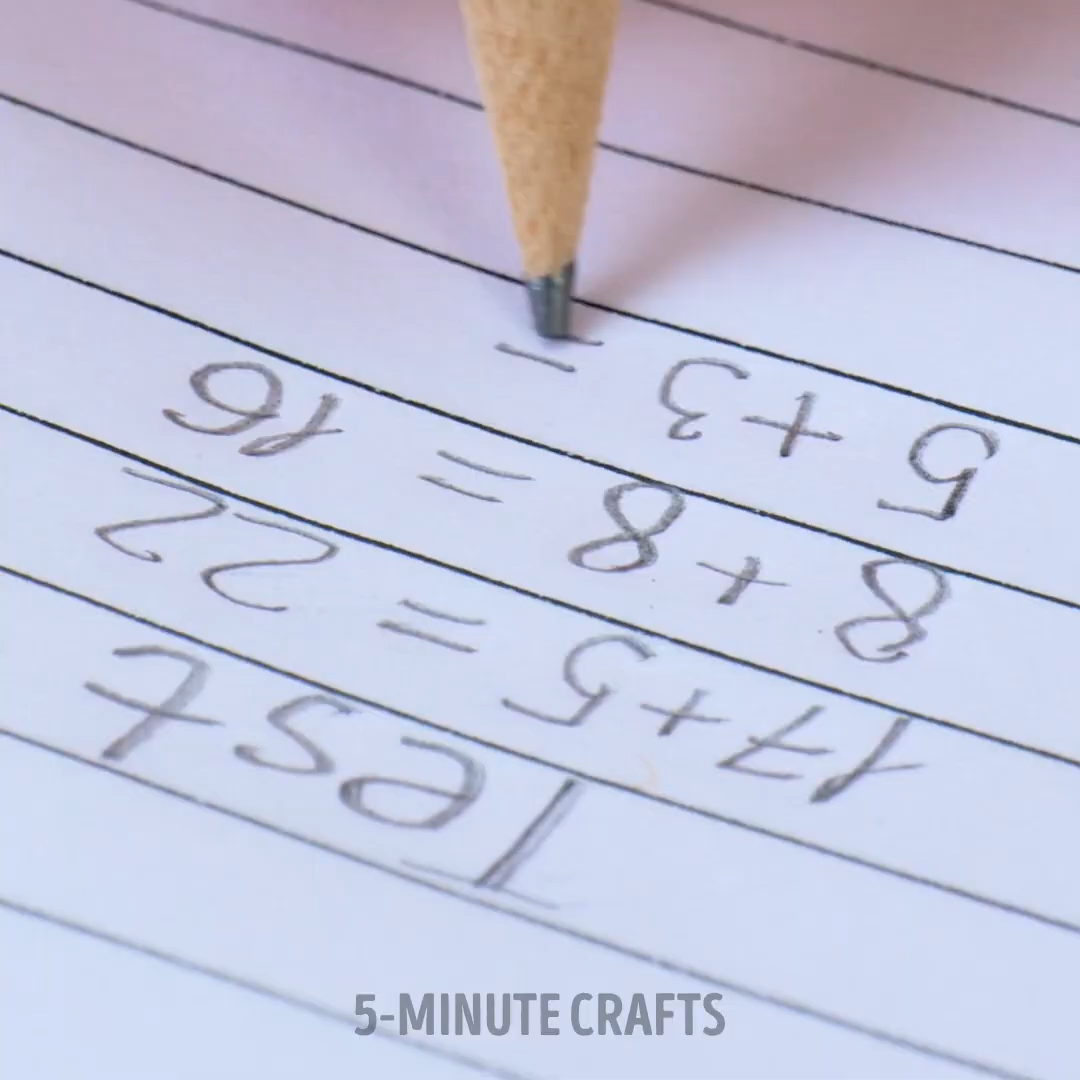 Test
17+5 = 22
8+8 = 16
5+3 =
5-MINUTE CRAFTS